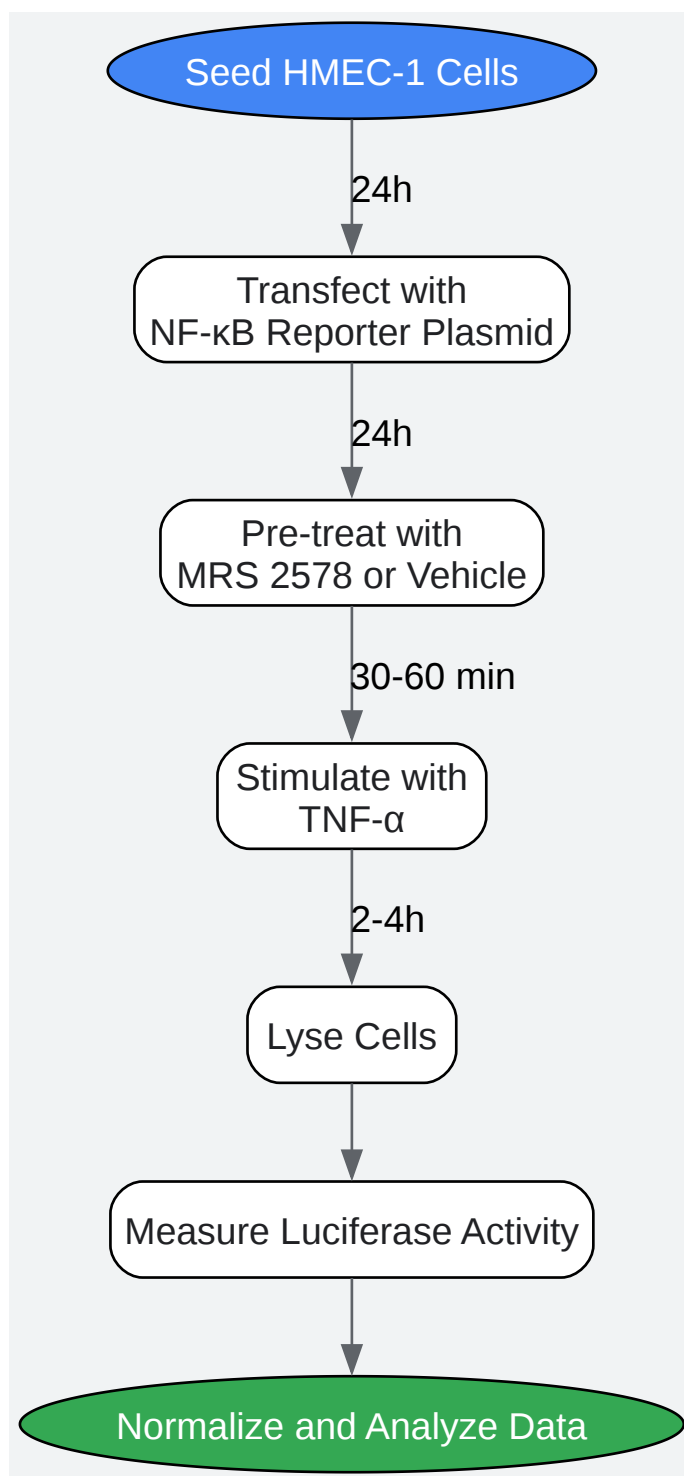 Seed HMEC-1 Cells
24h
Transfect with
NF-κB Reporter Plasmid
24h
Pre-treat with
MRS 2578 or Vehicle
30-60 min
Stimulate with
TNF-α
2-4h
Lyse Cells
Measure Luciferase Activity
Normalize and Analyze Data